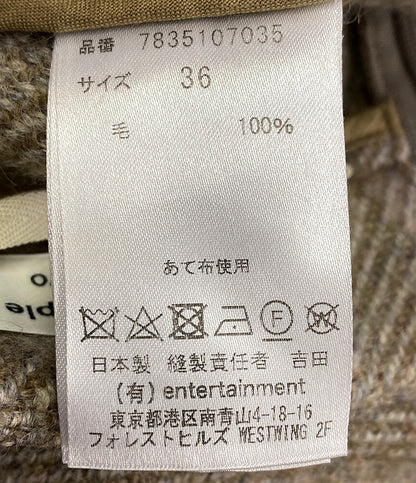 品番 7835107035
サイズ 36
毛 100%
あて布使用
F W
日本製 縫製責任者 吉田
(有) entertainment
東京都港区南青山4-18-16
フォレストヒルズ WESTWING 2F
ple